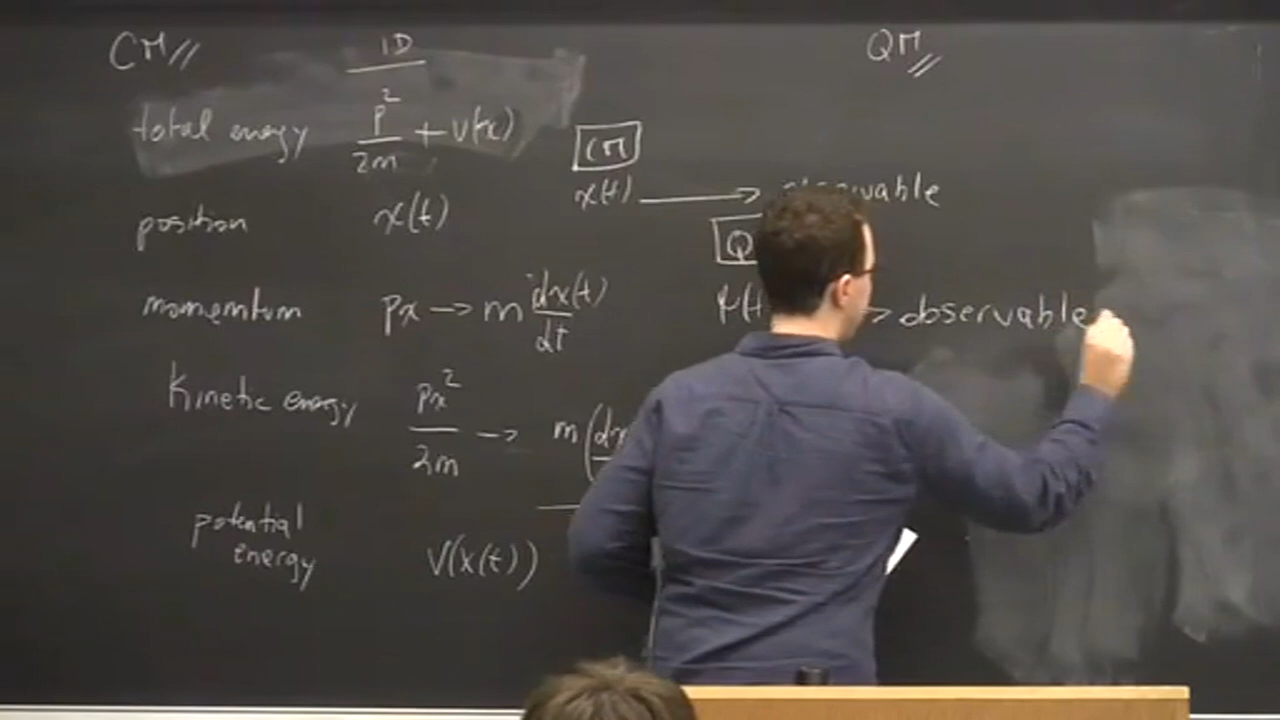 CM// 1D QM//
total energy p²/2m + V(x)
CM
position x(t) x(t) → observable
Q
momentum px → m dx(t)/dt → observable
Kinetic energy px²/2m → m(dx
potential
energy V(x(t))